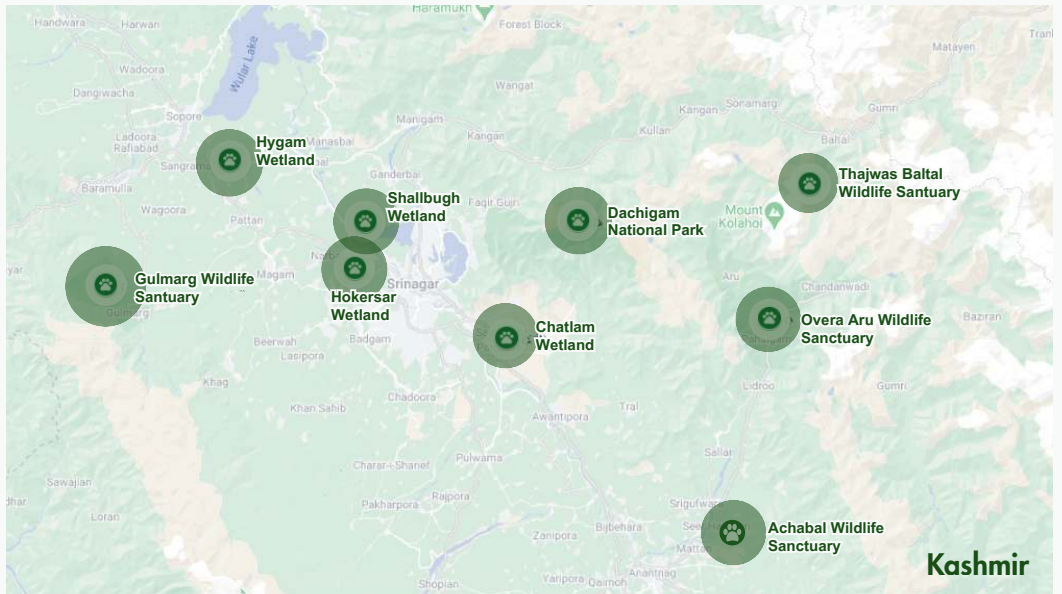 Haramukh
Handwara
Harwan
Forest Block
Matayen
Wular Lake
Wadoora
Dangiwacha
Wangat
Sopore
Kangan
Sonamarg
Gumri
Manigam
Kullan
Ladoora
Rafiabad
Kangan
Baltal
Hygam
Wetland
Manasbal
Baramulla
Ganderbal
Thajwas Baltal
Wildlife Santuary
Shallbugh
Wetland
Faqir Gujri
Wagoora
Pattan
Dachigam
National Park
Mount
Kolahoi
Gulmarg Wildlife
Santuary
Magam
Srinagar
Aru
Chandanwadi
Hokersar
Wetland
Gulmarg
Chatlam
Wetland
Overa Aru Wildlife
Sanctuary
Baziran
Beerwah
Badgam
Lasipora
Pahalgam
Khag
Chadoora
Lidroo
Gumri
Khan Sahib
Tral
Awantipora
Sallar
Pulwama
Charar-i-Sharief
Sawjian
Rajpora
Pakharpora
Srigufwara
Loran
Bijbehara
Achabal Wildlife
Sanctuary
Zanipora
Mattan
Kashmir
Anantnag
Shopian
Yaripora
Qaimoh